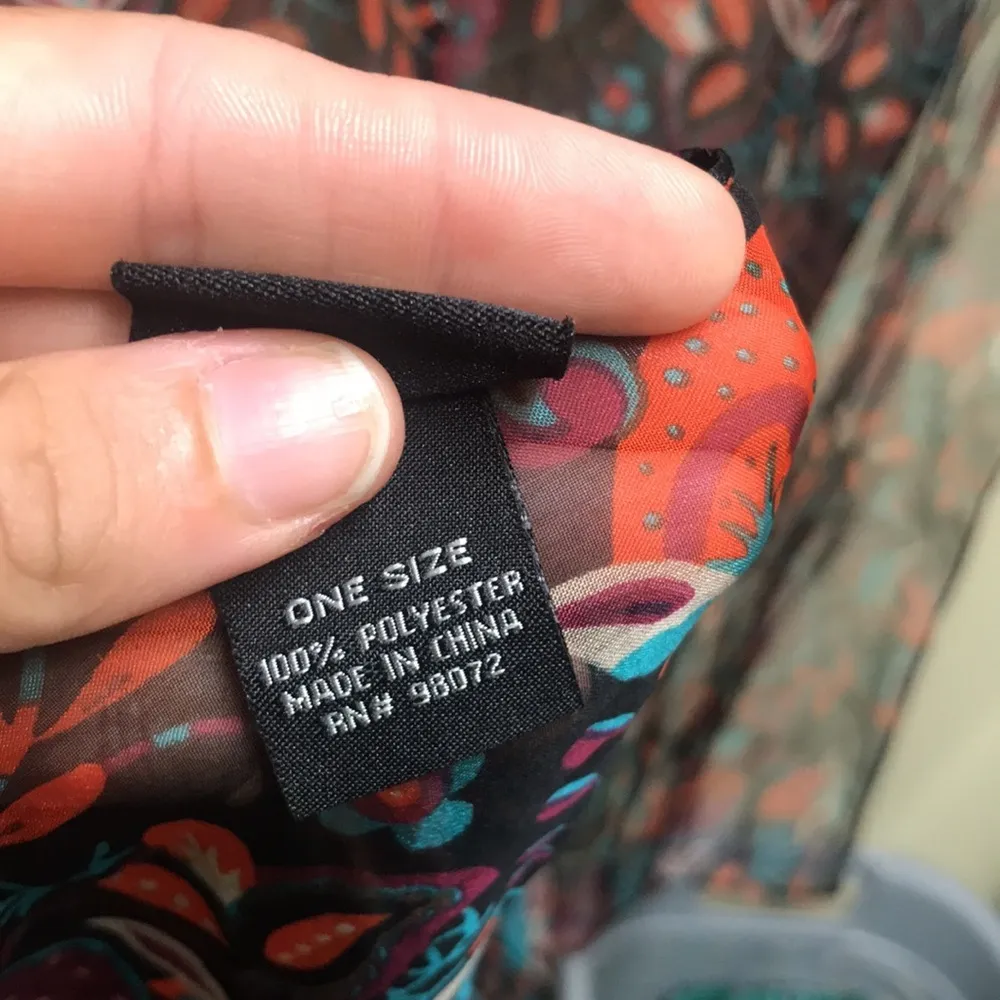 ONE SIZE
100% POLYESTER
MADE IN CHINA
RN# 98072